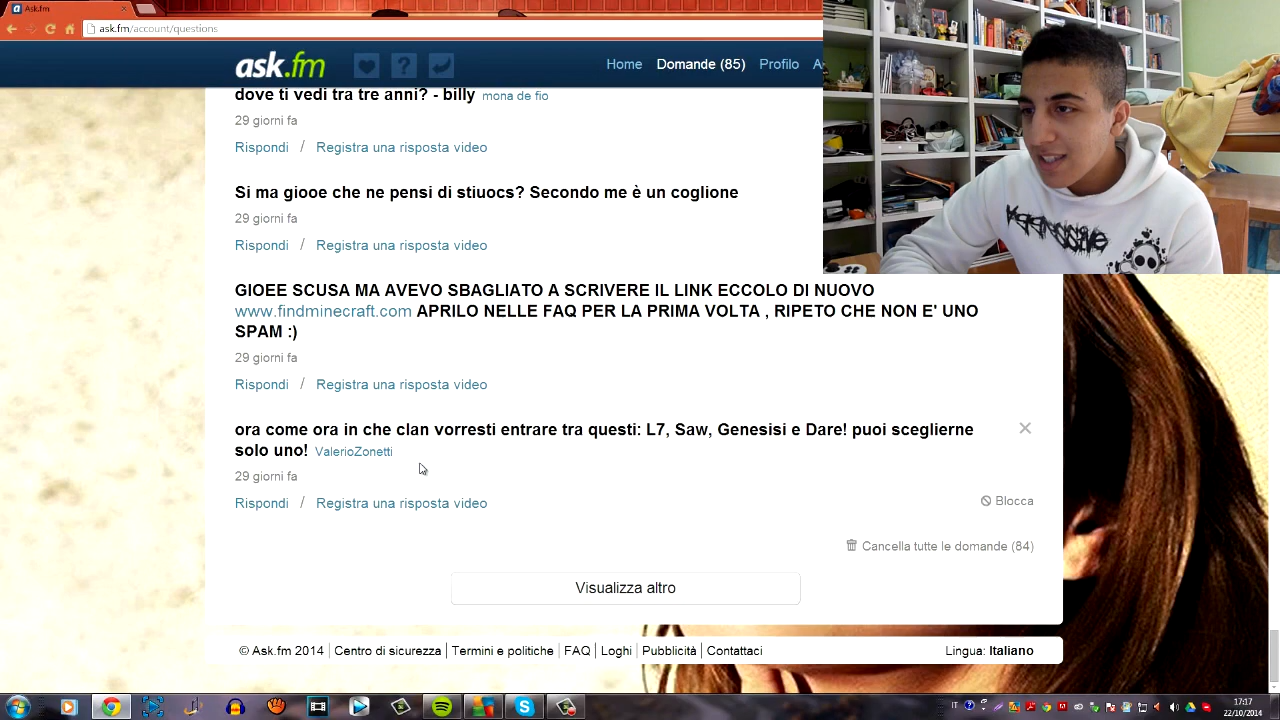 Ask.fm
ask.fm/account/questions
ask.fm
Home Domande (85) Profilo A
dove ti vedi tra tre anni? - billy mona de fio
29 giorni fa
Rispondi / Registra una risposta video
Si ma giooe che ne pensi di stiuocs? Secondo me è un coglione
29 giorni fa
Rispondi / Registra una risposta video
GIOEE SCUSA MA AVEVO SBAGLIATO A SCRIVERE IL LINK ECCOLO DI NUOVO
www.findminecraft.com APRILO NELLE FAQ PER LA PRIMA VOLTA , RIPETO CHE NON E' UNO
SPAM :)
29 giorni fa
Rispondi / Registra una risposta video
ora come ora in che clan vorresti entrare tra questi: L7, Saw, Genesisi e Dare! puoi sceglierne
solo uno! ValerioZonetti
29 giorni fa
Rispondi / Registra una risposta video
Blocca
Cancella tutte le domande (84)
Visualizza altro
© Ask.fm 2014 | Centro di sicurezza | Termini e politiche | FAQ | Loghi | Pubblicità | Contattaci
Lingua: Italiano
IT
17:17
22/10/2014